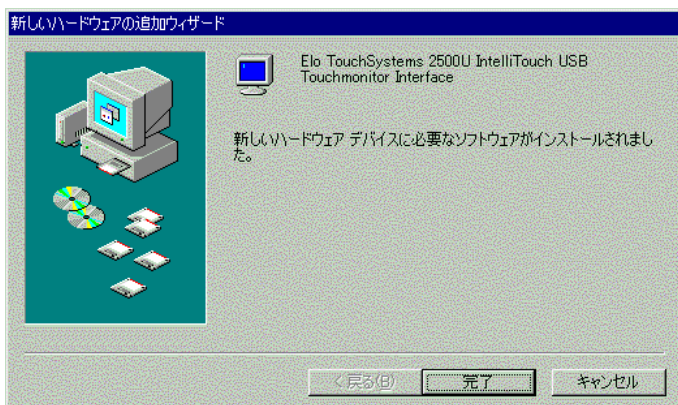 新しいハードウェアの追加ウィザード
Elo TouchSystems 2500U IntelliTouch USB
Touchmonitor Interface
新しいハードウェア デバイスに必要なソフトウェアがインストールされまし
た。
< 戻る(B)
完了
キャンセル